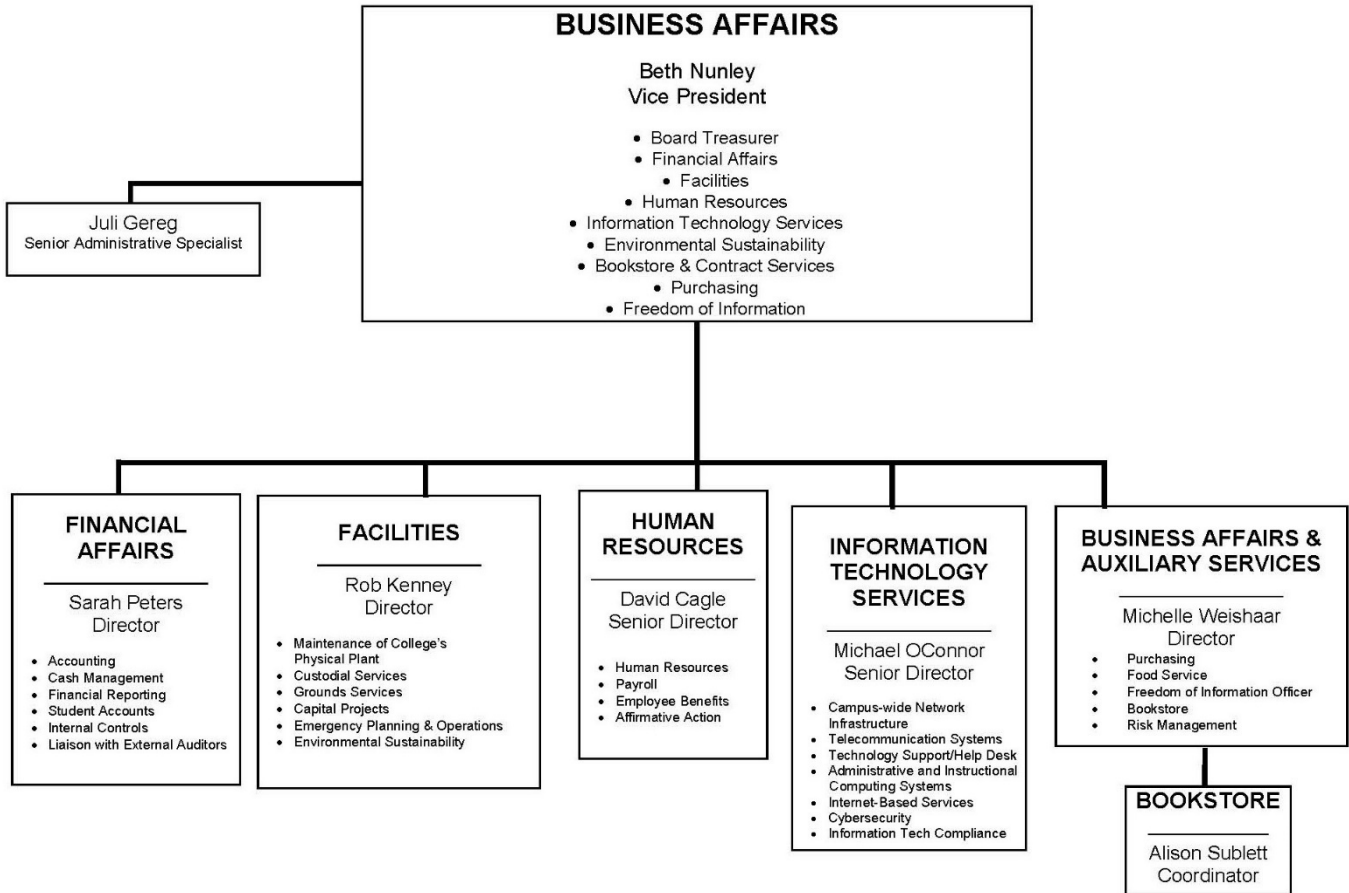 BUSINESS AFFAIRS
Beth Nunley
Vice President
• Board Treasurer
• Financial Affairs
• Facilities
• Human Resources
• Information Technology Services
• Environmental Sustainability
• Bookstore & Contract Services
• Purchasing
• Freedom of Information
Juli Gereg
Senior Administrative Specialist
FINANCIAL
AFFAIRS
Sarah Peters
Director
• Accounting
• Cash Management
• Financial Reporting
• Student Accounts
• Internal Controls
• Liaison with External Auditors
FACILITIES
Rob Kenney
Director
• Maintenance of College's
Physical Plant
• Custodial Services
• Grounds Services
• Capital Projects
• Emergency Planning & Operations
• Environmental Sustainability
HUMAN
RESOURCES
David Cagle
Senior Director
• Human Resources
• Payroll
• Employee Benefits
• Affirmative Action
INFORMATION
TECHNOLOGY
SERVICES
Michael OConnor
Senior Director
• Campus-wide Network
Infrastructure
• Telecommunication Systems
• Technology Support/Help Desk
• Administrative and Instructional
Computing Systems
• Internet-Based Services
• Cybersecurity
• Information Tech Compliance
BUSINESS AFFAIRS &
AUXILIARY SERVICES
Michelle Weishaar
Director
• Purchasing
• Food Service
• Freedom of Information Officer
• Bookstore
• Risk Management
BOOKSTORE
Alison Sublett
Coordinator